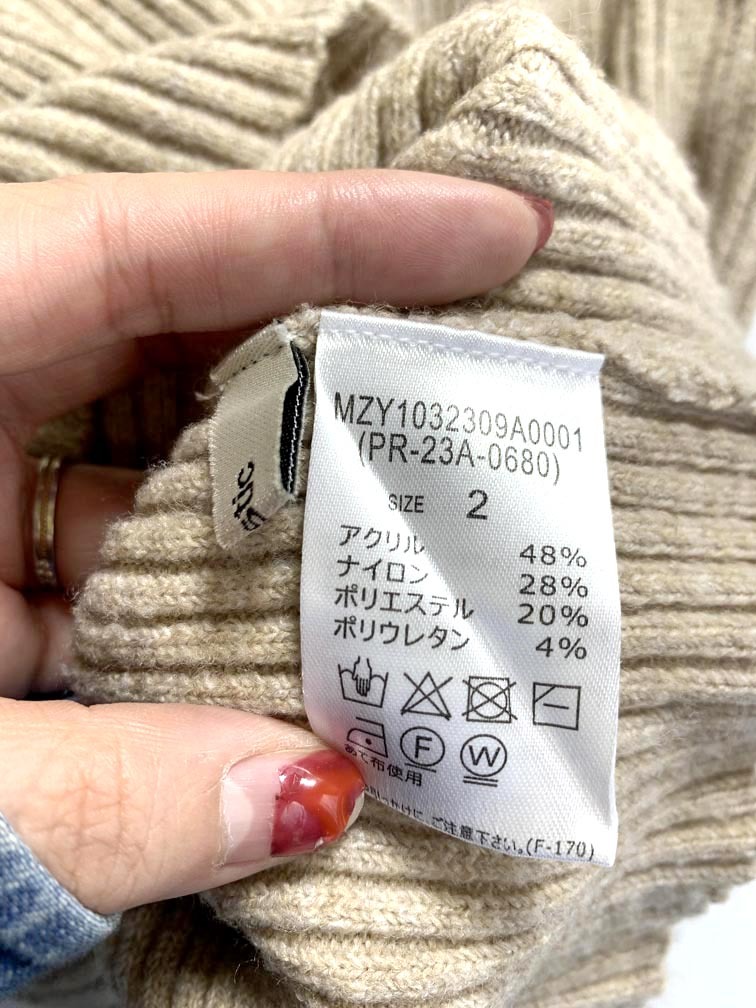 MZY1032309A0001
(PR-23A-0680)
SIZE 2
アクリル 48%
ナイロン 28%
ポリエステル 20%
ポリウレタン 4%
F W
あて布使用
ご注意下さい。(F-170)